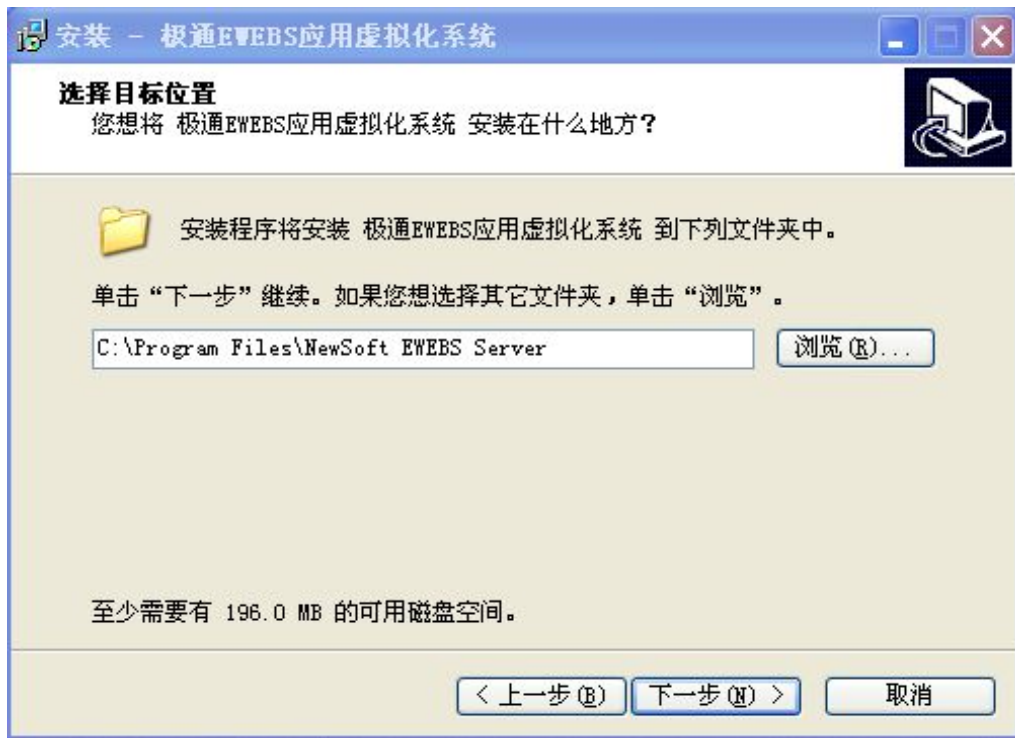 安装 - 极通EWEBS应用虚拟化系统
选择目标位置
您想将 极通EWEBS应用虚拟化系统 安装在什么地方?
安装程序将安装 极通EWEBS应用虚拟化系统 到下列文件夹中。
单击“下一步”继续。如果您想选择其它文件夹，单击“浏览”。
C:\Program Files\NewSoft EWEBS Server
浏览(R)...
至少需要有 196.0 MB 的可用磁盘空间。
< 上一步(B) 下一步(N) > 取消